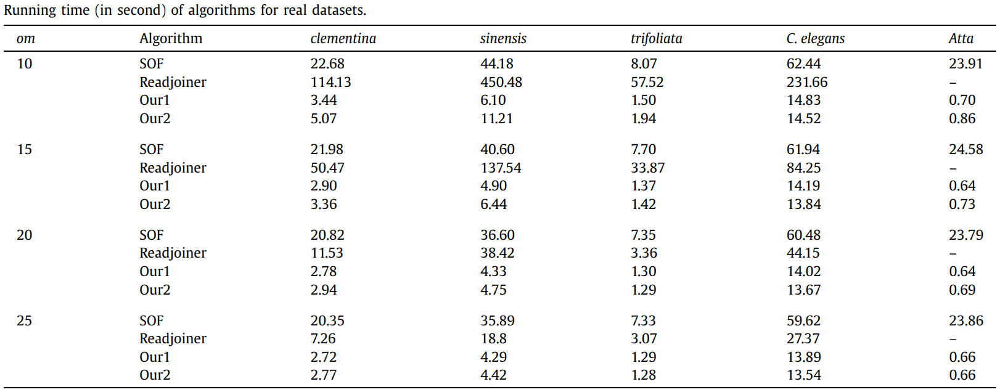 Running time (in second) of algorithms for real datasets.
om Algorithm clementina sinensis trifoliata C. elegans Atta
10 SOF 22.68 44.18 8.07 62.44 23.91
Readjoiner 114.13 450.48 57.52 231.66 –
Our1 3.44 6.10 1.50 14.83 0.70
Our2 5.07 11.21 1.94 14.52 0.86
15 SOF 21.98 40.60 7.70 61.94 24.58
Readjoiner 50.47 137.54 33.87 84.25 –
Our1 2.90 4.90 1.37 14.19 0.64
Our2 3.36 6.44 1.42 13.84 0.73
20 SOF 20.82 36.60 7.35 60.48 23.79
Readjoiner 11.53 38.42 3.36 44.15 –
Our1 2.78 4.33 1.30 14.02 0.64
Our2 2.94 4.75 1.29 13.67 0.69
25 SOF 20.35 35.89 7.33 59.62 23.86
Readjoiner 7.26 18.8 3.07 27.37 –
Our1 2.72 4.29 1.29 13.89 0.66
Our2 2.77 4.42 1.28 13.54 0.66